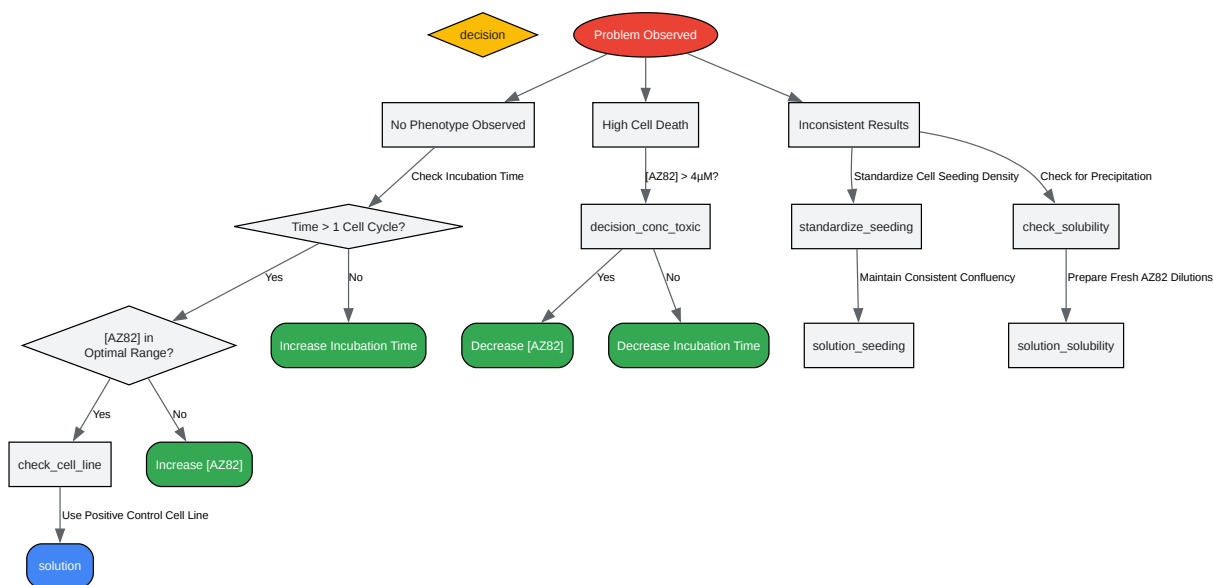 decision
Problem Observed
No Phenotype Observed
High Cell Death
Inconsistent Results
Check Incubation Time
[AZ82] > 4µM?
Standardize Cell Seeding Density
Check for Precipitation
Time > 1 Cell Cycle?
decision_conc_toxic
standardize_seeding
check_solubility
Yes
No
Yes
No
Maintain Consistent Confluency
Prepare Fresh AZ82 Dilutions
[AZ82] in
Optimal Range?
Increase Incubation Time
Decrease [AZ82]
Decrease Incubation Time
solution_seeding
solution_solubility
Yes
No
check_cell_line
Increase [AZ82]
Use Positive Control Cell Line
solution